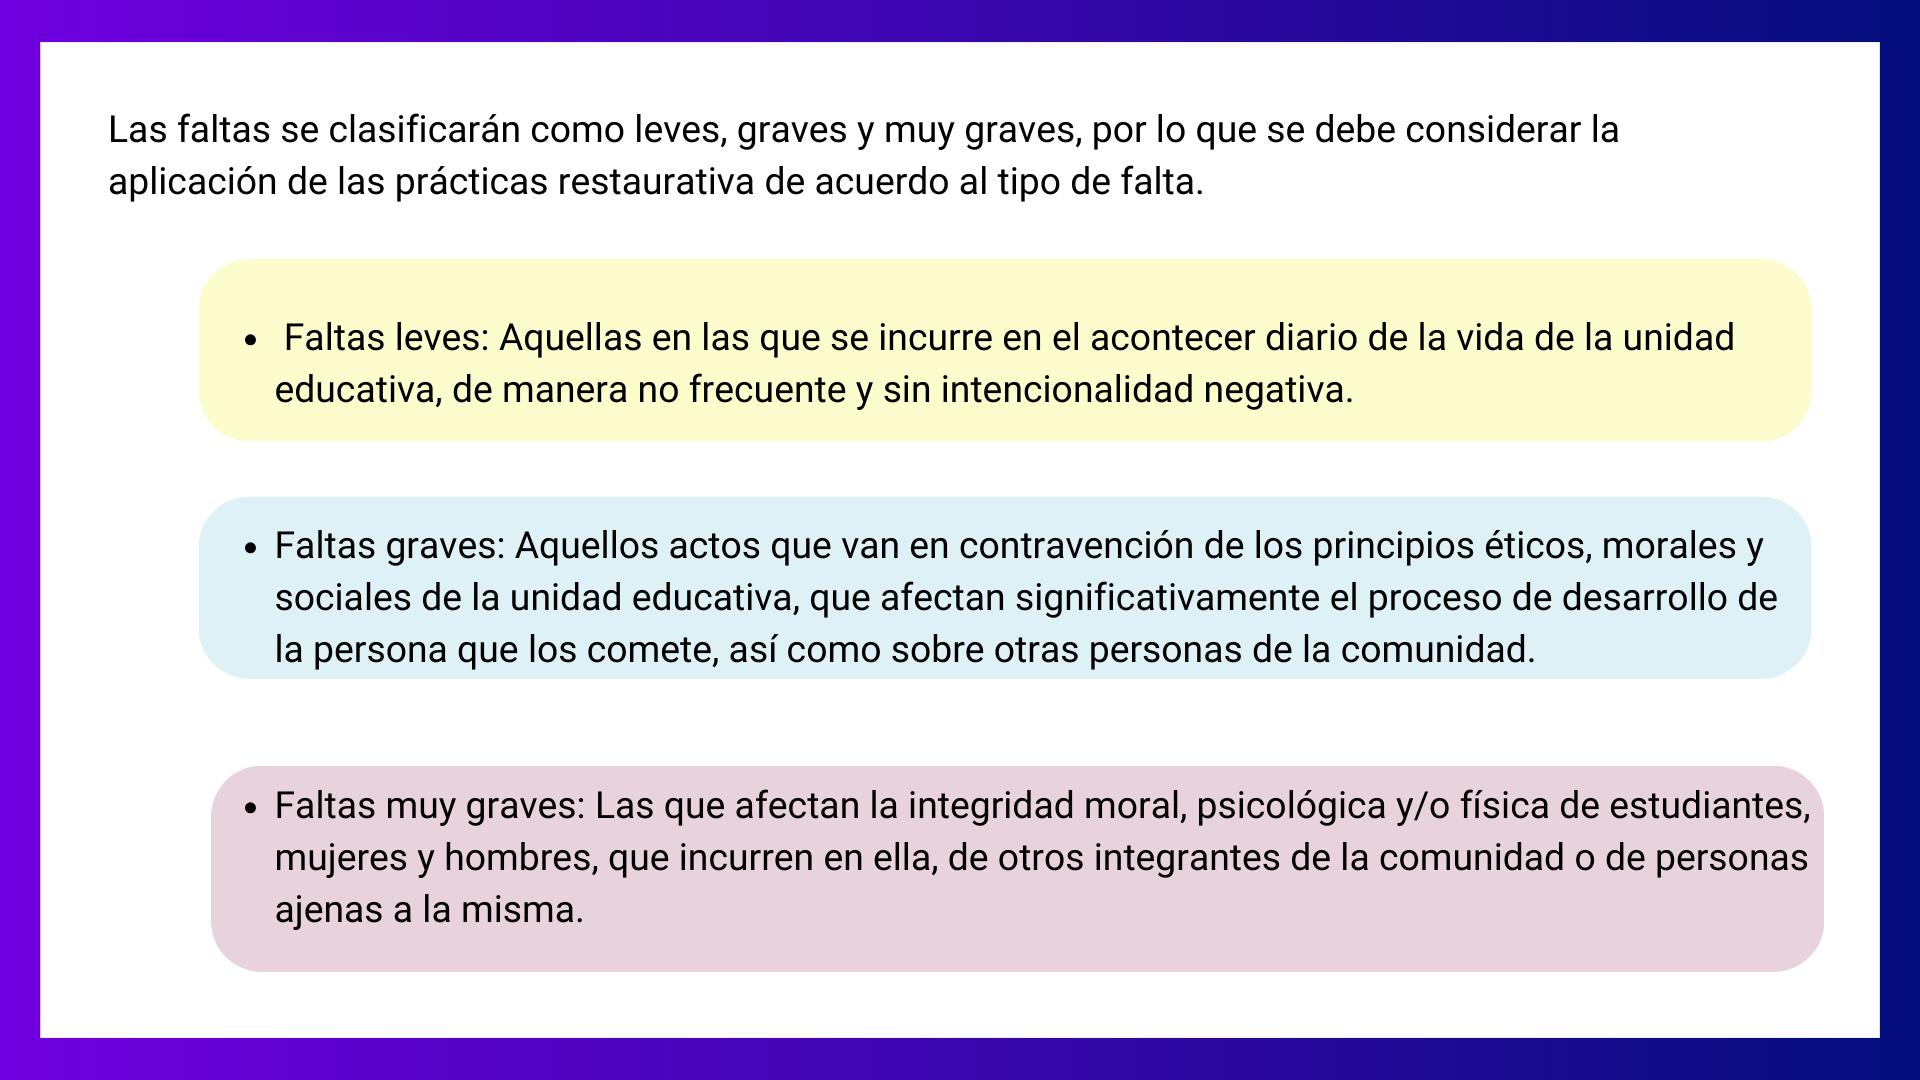 Las faltas se clasificarán como leves, graves y muy graves, por lo que se debe considerar la
aplicación de las prácticas restaurativa de acuerdo al tipo de falta.
• Faltas leves: Aquellas en las que se incurre en el acontecer diario de la vida de la unidad
educativa, de manera no frecuente y sin intencionalidad negativa.
• Faltas graves: Aquellos actos que van en contravención de los principios éticos, morales y
sociales de la unidad educativa, que afectan significativamente el proceso de desarrollo de
la persona que los comete, así como sobre otras personas de la comunidad.
• Faltas muy graves: Las que afectan la integridad moral, psicológica y/o física de estudiantes,
mujeres y hombres, que incurren en ella, de otros integrantes de la comunidad o de personas
ajenas a la misma.